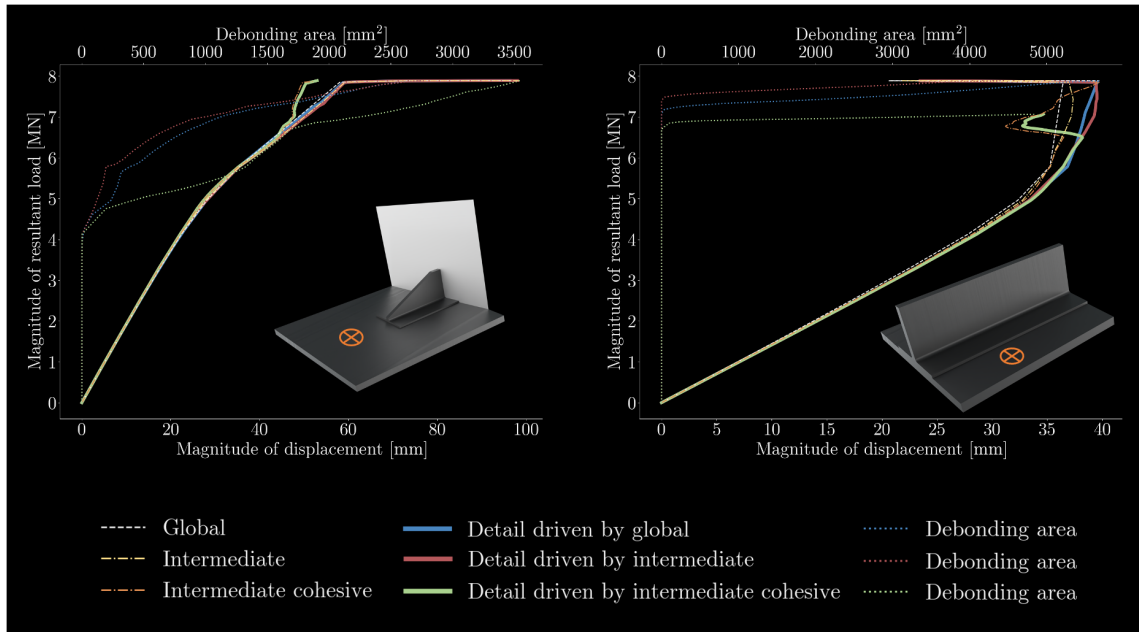 Debonding area [mm²]
0 500 1000 1500 2000 2500 3000 3500
8
7
6
5
4
3
2
1
0
Magnitude of resultant load [MN]
0 20 40 60 80 100
Magnitude of displacement [mm]
Debonding area [mm²]
0 1000 2000 3000 4000 5000
8
7
6
5
4
3
2
1
0
Magnitude of resultant load [MN]
0 5 10 15 20 25 30 35 40
Magnitude of displacement [mm]
Global
Intermediate
Intermediate cohesive
Detail driven by global
Detail driven by intermediate
Detail driven by intermediate cohesive
Debonding area
Debonding area
Debonding area